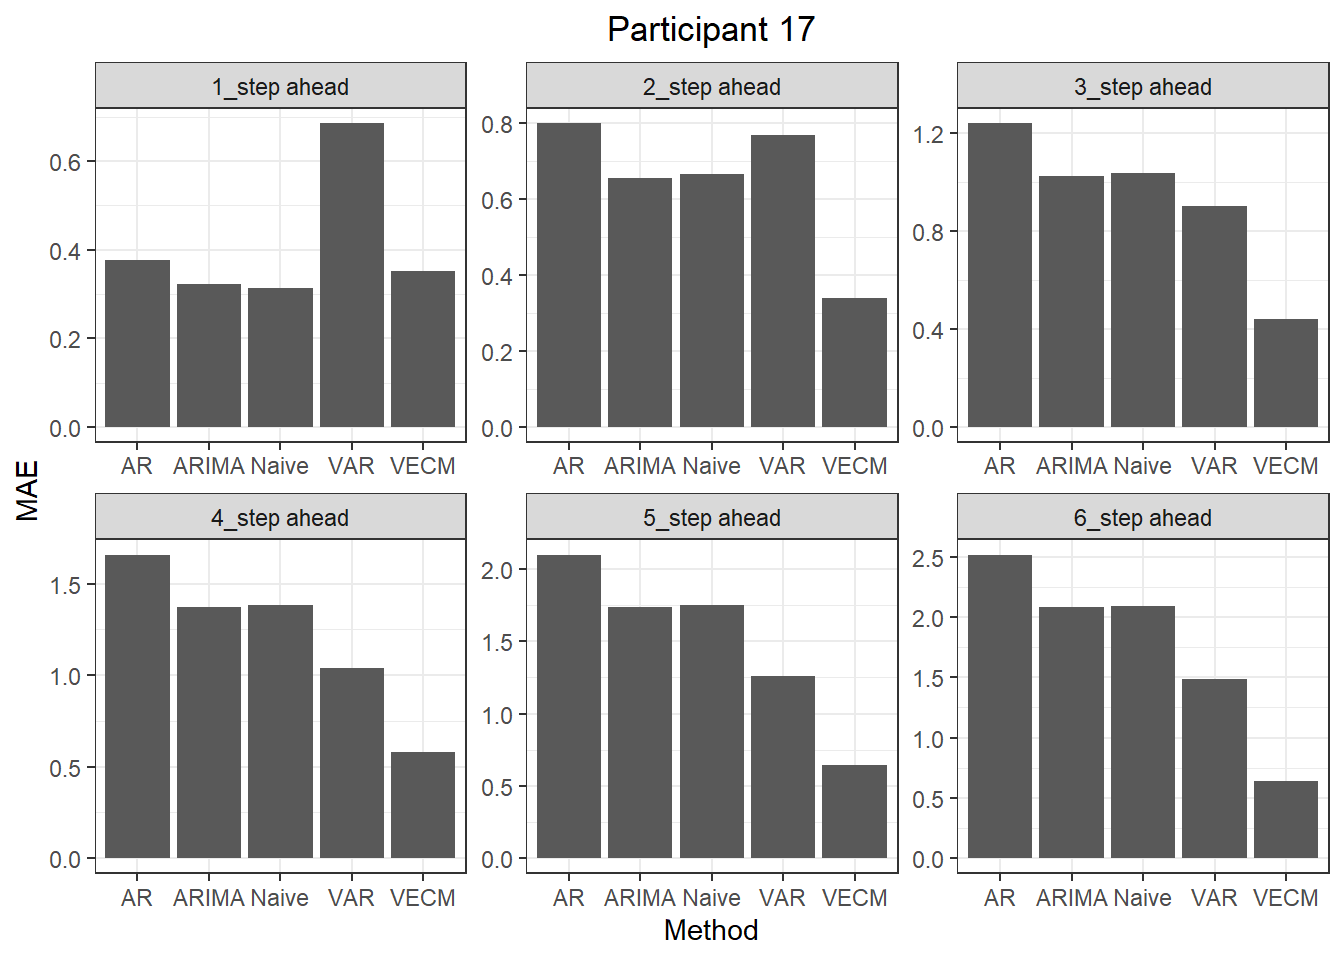 Participant 17
1_step ahead
2_step ahead
3_step ahead
0.6
0.4
0.2
0.0
0.8
0.6
0.4
0.2
0.0
1.2
0.8
0.4
0.0
AR ARIMA Naive VAR VECM
AR ARIMA Naive VAR VECM
AR ARIMA Naive VAR VECM
MAE
4_step ahead
5_step ahead
6_step ahead
1.5
1.0
0.5
0.0
2.0
1.5
1.0
0.5
0.0
2.5
2.0
1.5
1.0
0.5
0.0
AR ARIMA Naive VAR VECM
AR ARIMA Naive VAR VECM
AR ARIMA Naive VAR VECM
Method